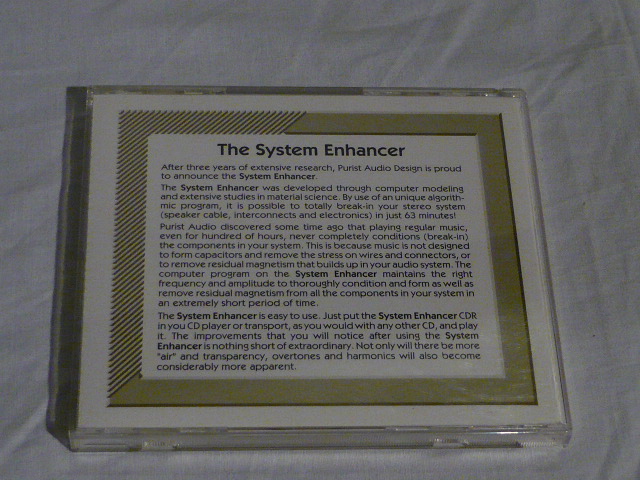 The System Enhancer
After three years of extensive research, Purist Audio Design is proud
to announce the System Enhancer.
The System Enhancer was developed through computer modeling
and extensive studies in material science. By use of an unique algorith-
mic program, it is possible to totally break-in your stereo system
(speaker cable, interconnects and electronics) in just 63 minutes!
Purist Audio discovered some time ago that playing regular music,
even for hundred of hours, never completely conditions (break-in)
the components in your system. This is because music is not designed
to form capacitors and remove the stress on wires and connectors, or
to remove residual magnetism that builds up in your audio system. The
computer program on the System Enhancer maintains the right
frequency and amplitude to thoroughly condition and form as well as
remove residual magnetism from all the components in your system in
an extremely short period of time.
The System Enhancer is easy to use. Just put the System Enhancer CDR
in you CD player or transport, as you would with any other CD, and play
it. The improvements that you will notice after using the System
Enhancer is nothing short of extraordinary. Not only will there be more
"air" and transparency, overtones and harmonics will also become
considerably more apparent.